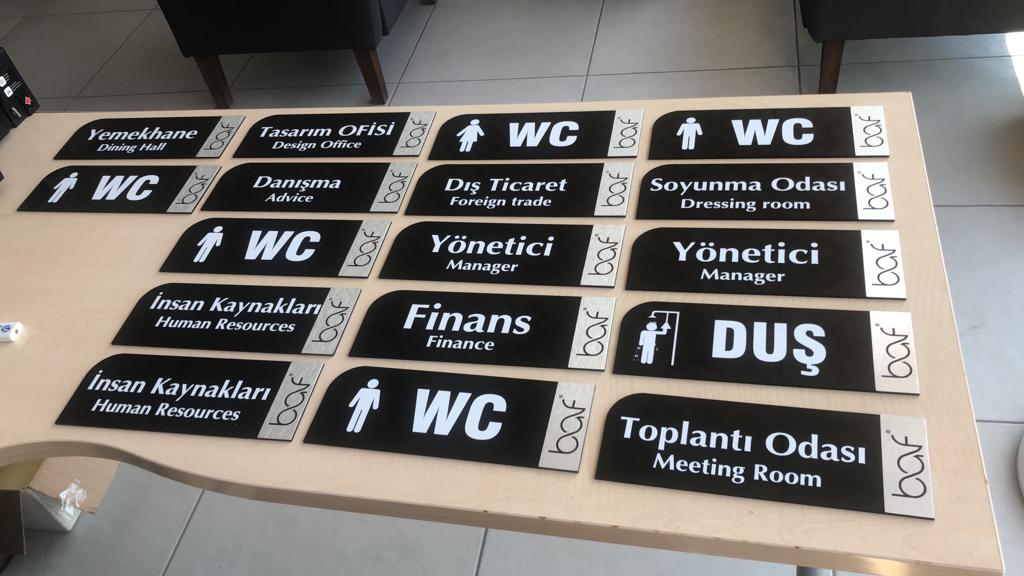 Yemekhane
Dining Hall
baf
Tasarım OFİSİ
Design Office
baf
WC
baf
WC
baf
WC
baf
Danışma
Advice
baf
Dış Ticaret
Foreign trade
baf
Soyunma Odası
Dressing room
baf
WC
baf
Yönetici
Manager
baf
Yönetici
Manager
baf
İnsan Kaynakları
Human Resources
baf
Finans
Finance
baf
DUŞ
baf
İnsan Kaynakları
Human Resources
baf
WC
baf
Toplantı Odası
Meeting Room
baf